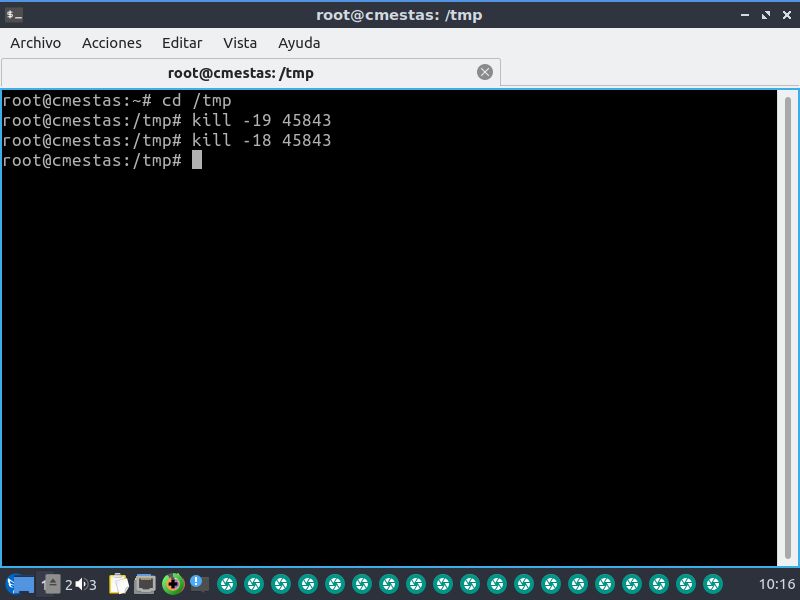 root@cmestas: /tmp
Archivo Acciones Editar Vista Ayuda
root@cmestas: /tmp
root@cmestas:~# cd /tmp
root@cmestas:/tmp# kill -19 45843
root@cmestas:/tmp# kill -18 45843
root@cmestas:/tmp#
1 2 3 10:16